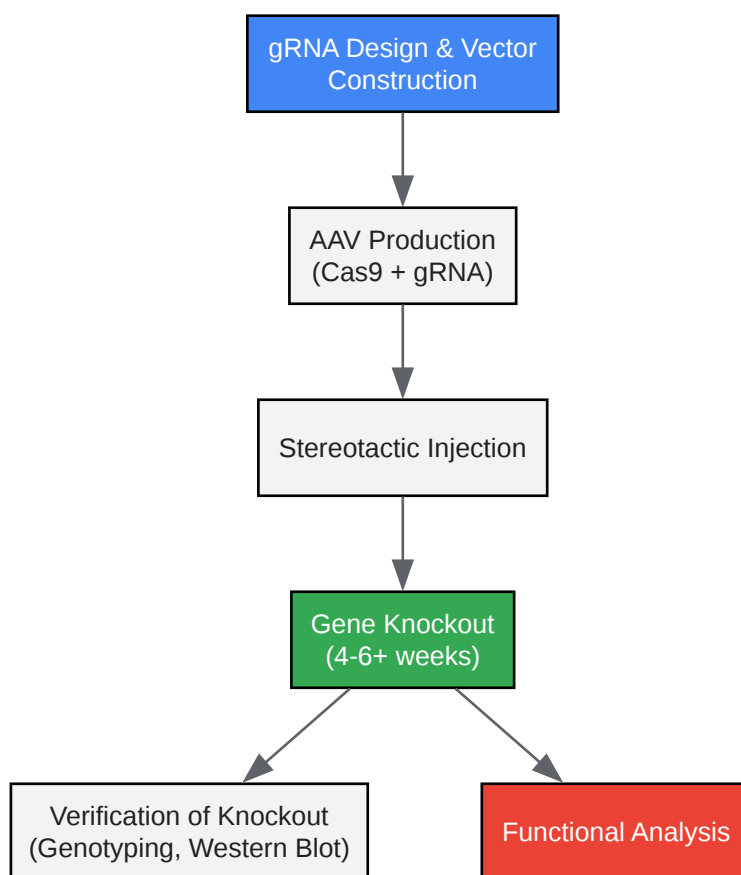 gRNA Design & Vector
Construction
AAV Production
(Cas9 + gRNA)
Stereotactic Injection
Gene Knockout
(4-6+ weeks)
Verification of Knockout
(Genotyping, Western Blot)
Functional Analysis